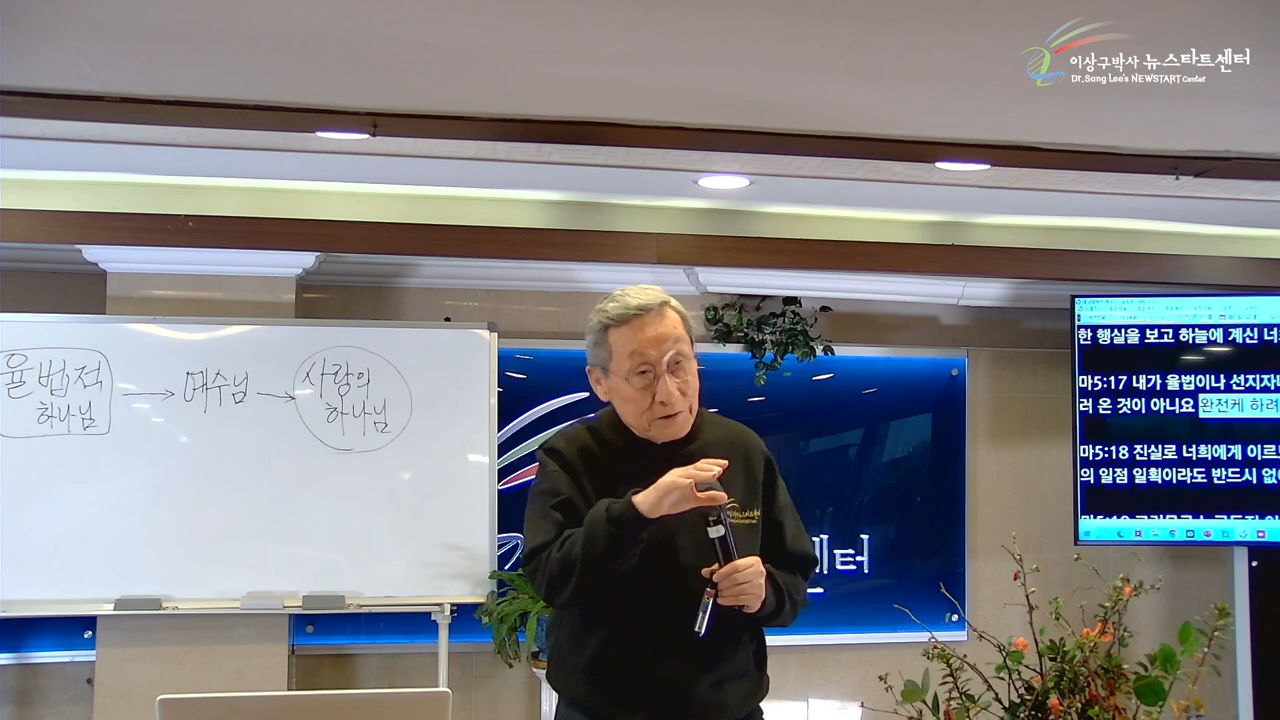 이상구박사 뉴스타트센터
Dr. Sang Lee's NEWSTART Center
율법적
하나님
예수님
사랑의
하나님
한 행실을 보고 하늘에 계신 너
마5:17 내가 율법이나 선지자
러 온 것이 아니요 완전케 하려
마5:18 진실로 너희에게 이르
의 일점 일획이라도 반드시 없
센터